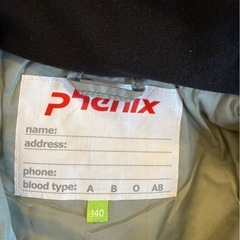 phenix
name:
address:
phone:
blood type: A B O AB
140